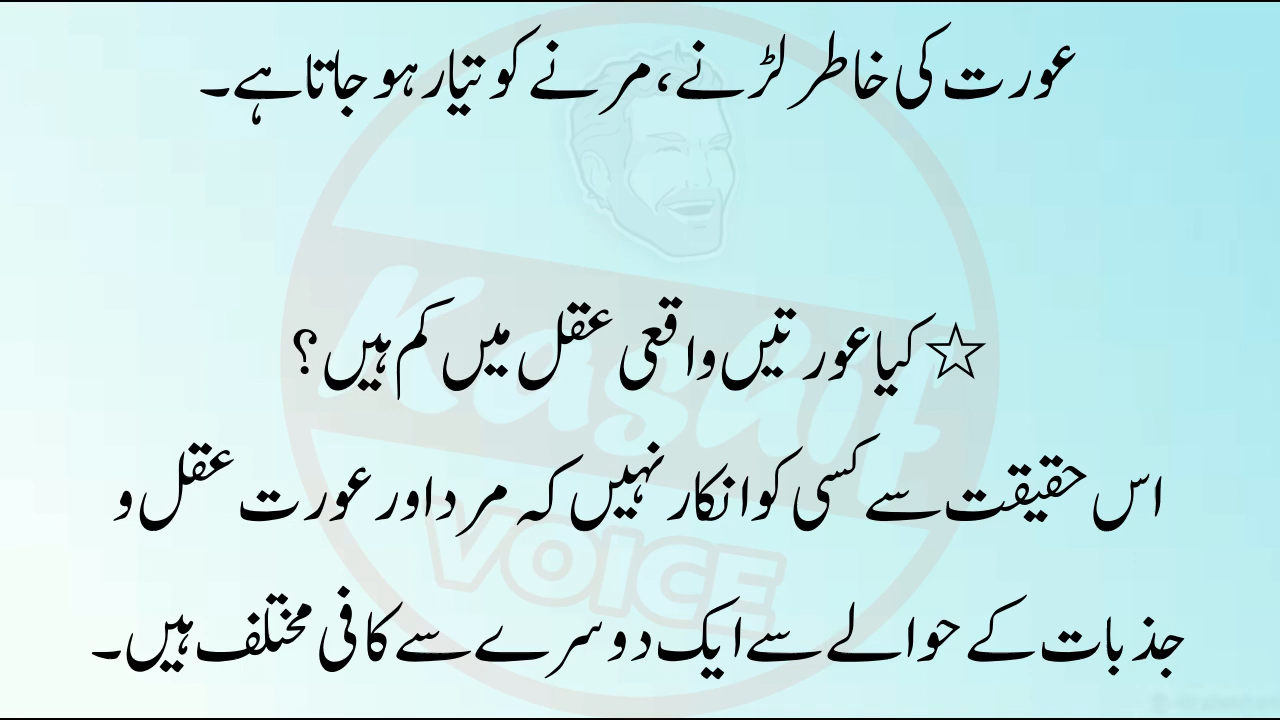 عورت کی خاطر لڑنے، مرنے کو تیار ہو جاتا ہے۔
☆ کیا عورتیں واقعی عقل میں کم ہیں؟
اس حقیقت سے کسی کو انکار نہیں کہ مرد اور عورت عقل و
جذبات کے حوالے سے ایک دوسرے سے کافی مختلف ہیں۔
Kashif
VOICE